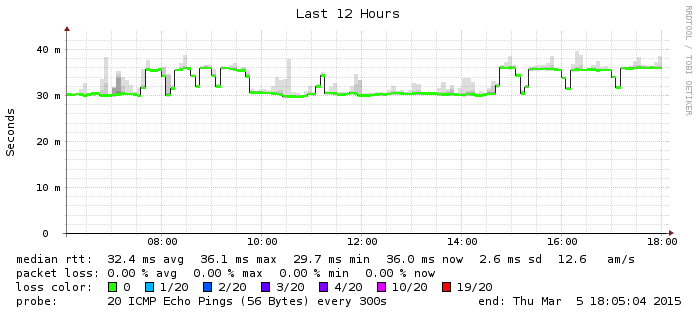 Last 12 Hours
RRDTOOL / TOBI OETIKER
Seconds
40 m
30 m
20 m
10 m
0
08:00 10:00 12:00 14:00 16:00 18:00
median rtt: 32.4 ms avg 36.1 ms max 29.7 ms min 36.0 ms now 2.6 ms sd 12.6 am/s
packet loss: 0.00 % avg 0.00 % max 0.00 % min 0.00 % now
loss color: 0 1/20 2/20 3/20 4/20 10/20 19/20
probe: 20 ICMP Echo Pings (56 Bytes) every 300s end: Thu Mar 5 18:05:04 2015